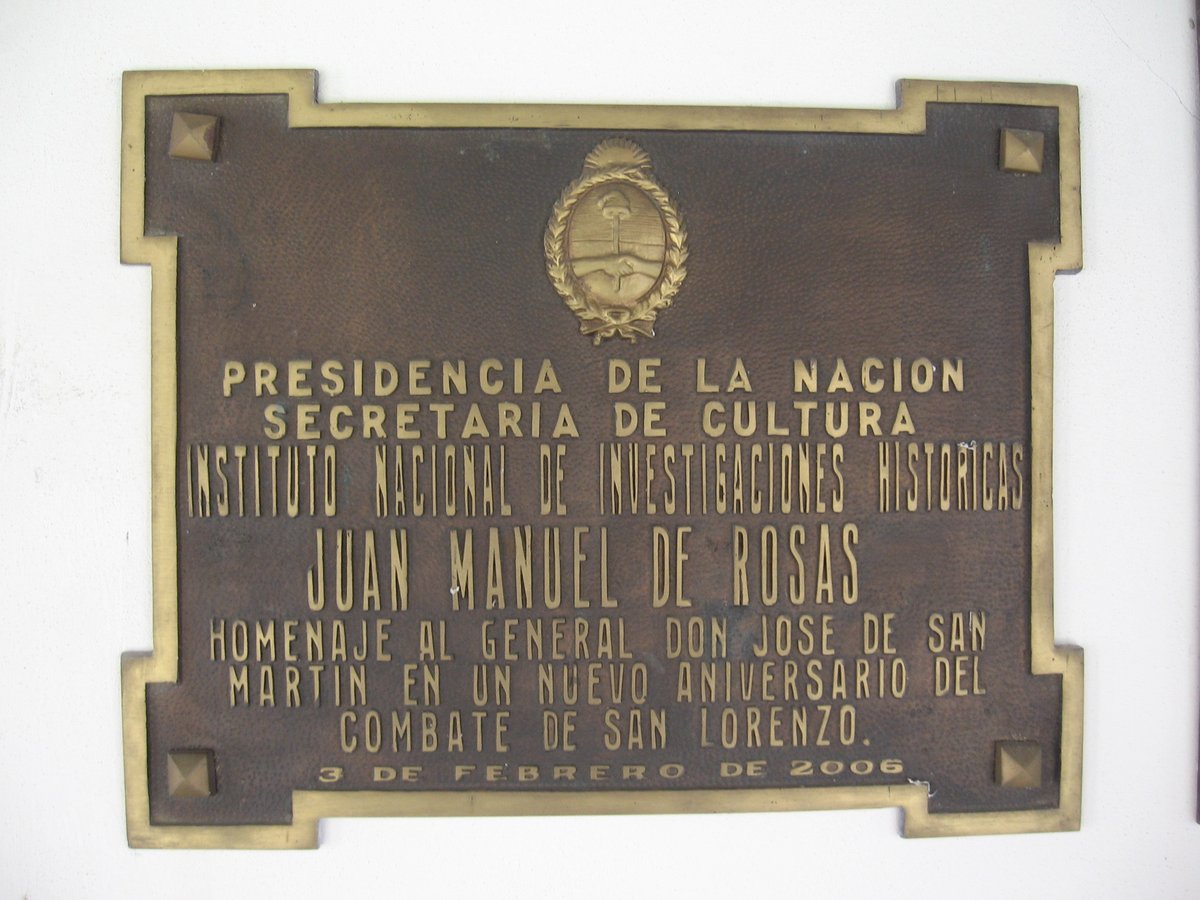 PRESIDENCIA DE LA NACION
SECRETARIA DE CULTURA
INSTITUTO NACIONAL DE INVESTIGACIONES HISTORICAS
JUAN MANUEL DE ROSAS
HOMENAJE AL GENERAL DON JOSE DE SAN
MARTIN EN UN NUEVO ANIVERSARIO DEL
COMBATE DE SAN LORENZO.
3 DE FEBRERO DE 2006